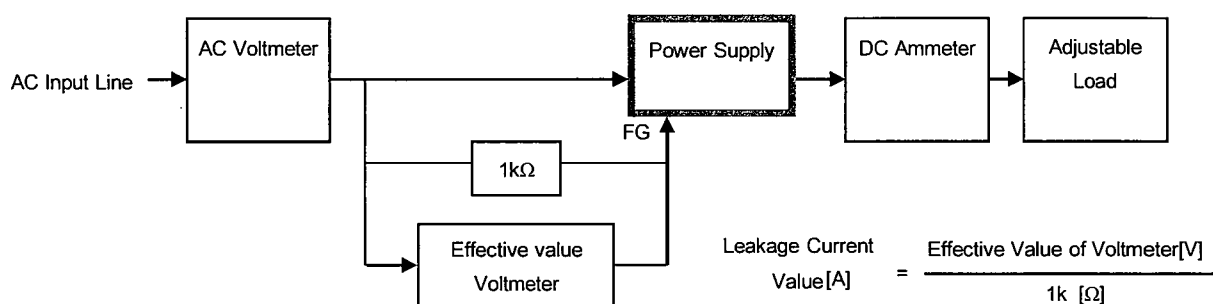 AC Input Line
AC Voltmeter
Power Supply
FG
DC Ammeter
Adjustable
Load
1kΩ
Effective value
Voltmeter
Leakage Current
Value[A]
=
Effective Value of Voltmeter[V]
1k [Ω]